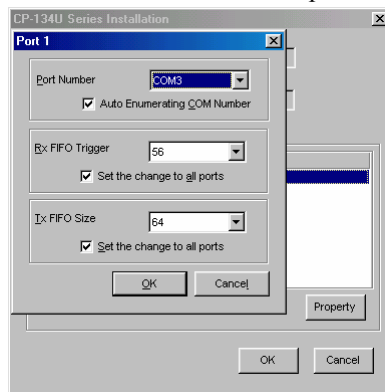 CP-134U Series Installation
Port 1
Port Number
COM3
Auto Enumerating COM Number
Rx FIFO Trigger
56
Set the change to all ports
Tx FIFO Size
64
Set the change to all ports
OK
Cancel
Property
OK
Cancel